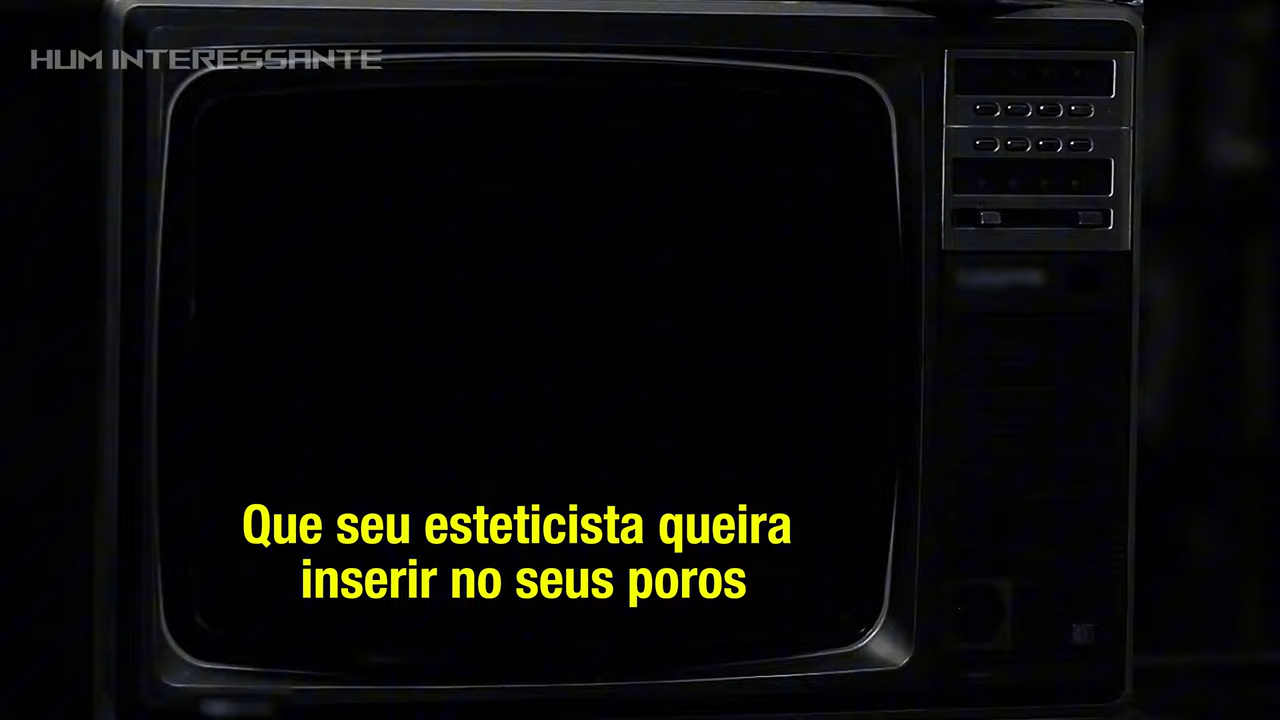 HUM INTERESSANTE
Que seu esteticista queira
inserir no seus poros